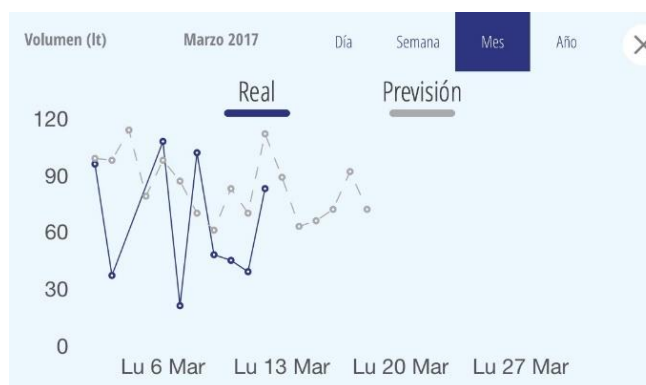 Volumen (lt) Marzo 2017 Día Semana Mes Año
Real Previsión
120
90
60
30
0
Lu 6 Mar Lu 13 Mar Lu 20 Mar Lu 27 Mar